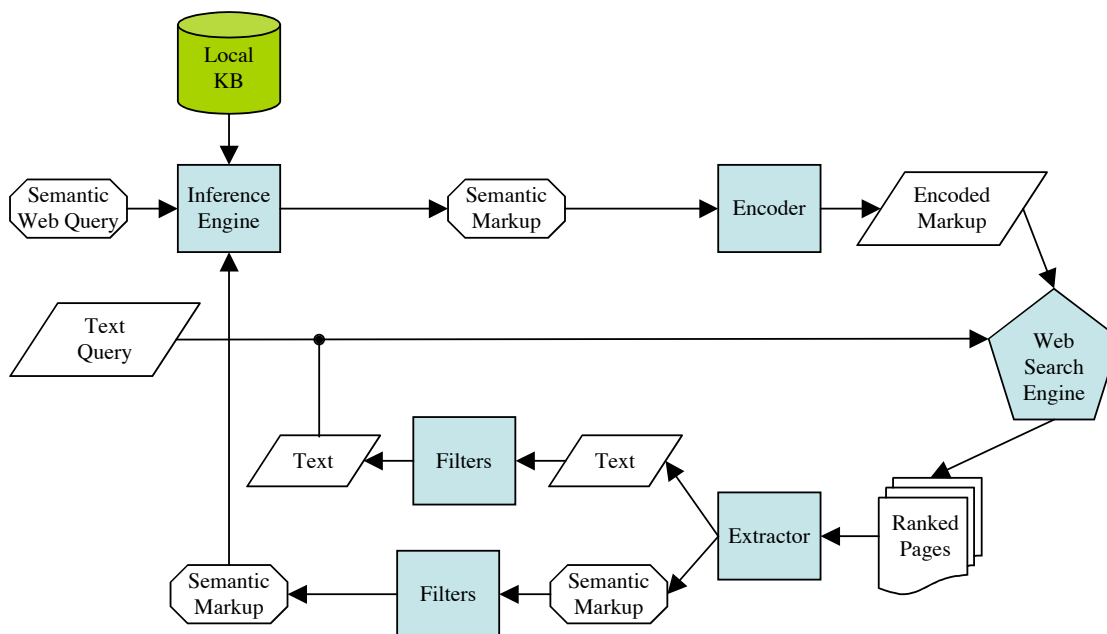 Local
KB
Semantic
Web Query
Inference
Engine
Semantic
Markup
Encoder
Encoded
Markup
Text
Query
Web
Search
Engine
Text
Filters
Text
Ranked
Pages
Extractor
Semantic
Markup
Filters
Semantic
Markup